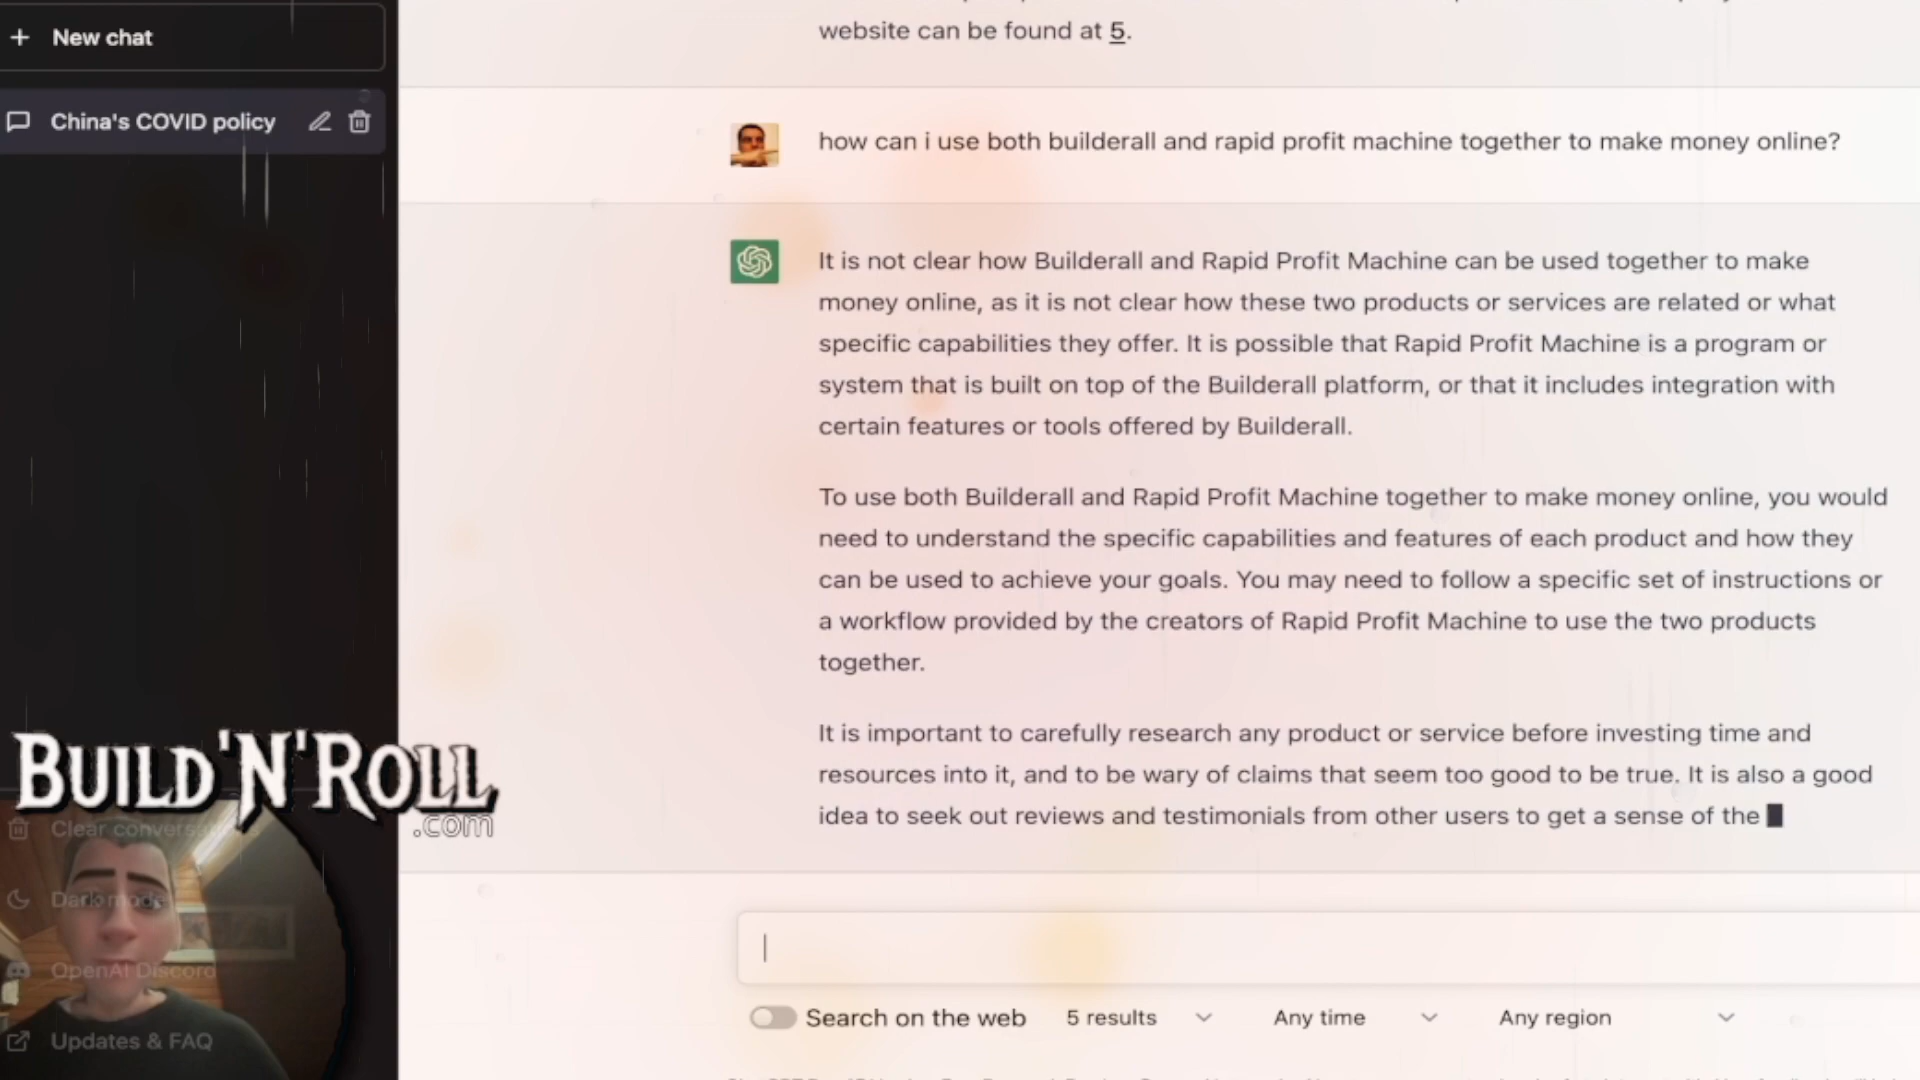 New chat
China's COVID policy
website can be found at 5.
how can i use both builderall and rapid profit machine together to make money online?
It is not clear how Builderall and Rapid Profit Machine can be used together to make
money online, as it is not clear how these two products or services are related or what
specific capabilities they offer. It is possible that Rapid Profit Machine is a program or
system that is built on top of the Builderall platform, or that it includes integration with
certain features or tools offered by Builderall.
To use both Builderall and Rapid Profit Machine together to make money online, you would
need to understand the specific capabilities and features of each product and how they
can be used to achieve your goals. You may need to follow a specific set of instructions or
a workflow provided by the creators of Rapid Profit Machine to use the two products
together.
It is important to carefully research any product or service before investing time and
resources into it, and to be wary of claims that seem too good to be true. It is also a good
idea to seek out reviews and testimonials from other users to get a sense of the
Search on the web
5 results
Any time
Any region
BUILD'N'ROLL
.com
Clear
Dark mode
OpenAI Discord
Updates & FAQ